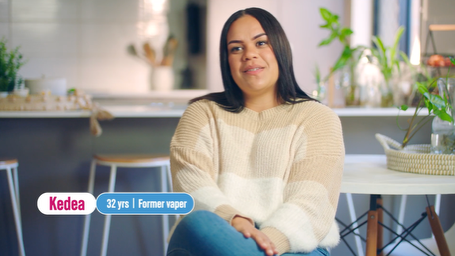 Kedea 32 yrs | Former vaper